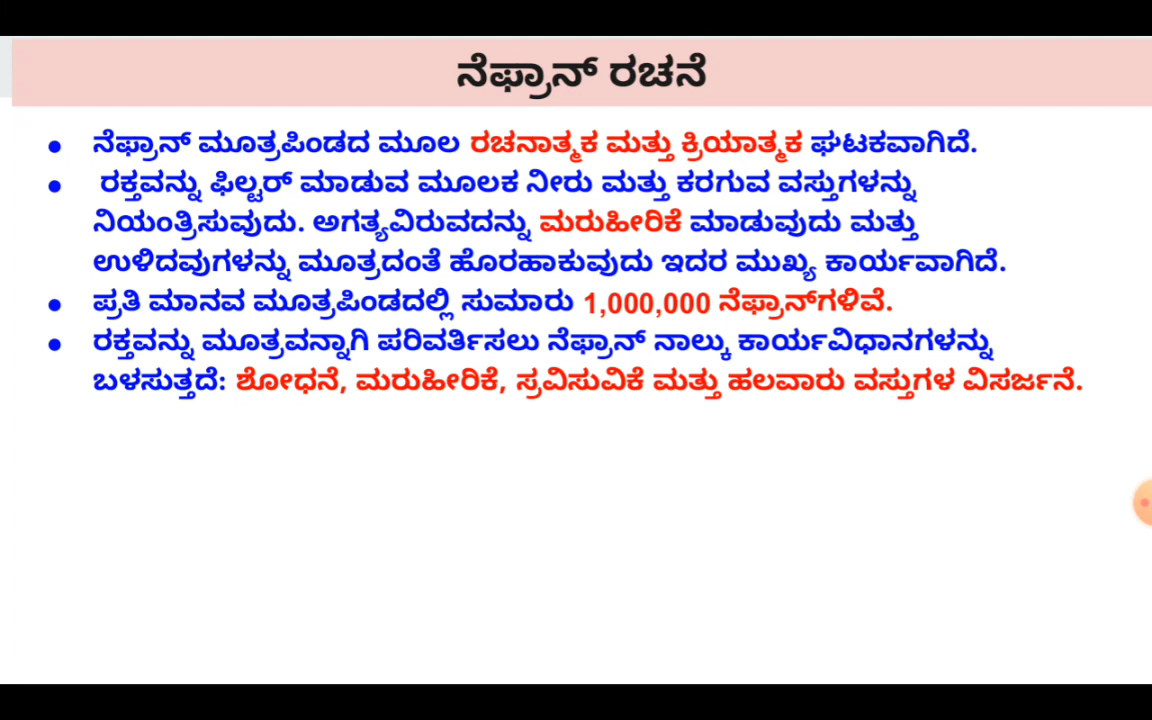 ನೆಫ್ರಾನ್ ರಚನೆ
● ನೆಫ್ರಾನ್ ಮೂತ್ರಪಿಂಡದ ಮೂಲ ರಚನಾತ್ಮಕ ಮತ್ತು ಕ್ರಿಯಾತ್ಮಕ ಘಟಕವಾಗಿದೆ.
● ರಕ್ತವನ್ನು ಫಿಲ್ಟರ್ ಮಾಡುವ ಮೂಲಕ ನೀರು ಮತ್ತು ಕರಗುವ ವಸ್ತುಗಳನ್ನು
ನಿಯಂತ್ರಿಸುವುದು. ಅಗತ್ಯವಿರುವದನ್ನು ಮರುಹೀರಿಕೆ ಮಾಡುವುದು ಮತ್ತು
ಉಳಿದವುಗಳನ್ನು ಮೂತ್ರದಂತೆ ಹೊರಹಾಕುವುದು ಇದರ ಮುಖ್ಯ ಕಾರ್ಯವಾಗಿದೆ.
● ಪ್ರತಿ ಮಾನವ ಮೂತ್ರಪಿಂಡದಲ್ಲಿ ಸುಮಾರು 1,000,000 ನೆಫ್ರಾನ್‌ಗಳಿವೆ.
● ರಕ್ತವನ್ನು ಮೂತ್ರವನ್ನಾಗಿ ಪರಿವರ್ತಿಸಲು ನೆಫ್ರಾನ್ ನಾಲ್ಕು ಕಾರ್ಯವಿಧಾನಗಳನ್ನು
ಬಳಸುತ್ತದೆ: ಶೋಧನೆ, ಮರುಹೀರಿಕೆ, ಸ್ರವಿಸುವಿಕೆ ಮತ್ತು ಹಲವಾರು ವಸ್ತುಗಳ ವಿಸರ್ಜನೆ.